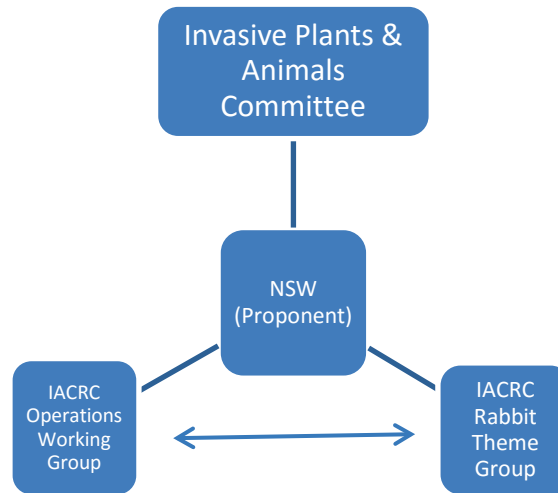 Invasive Plants &
Animals
Committee
NSW
(Proponent)
IACRC
Operations
Working
Group
IACRC
Rabbit
Theme
Group